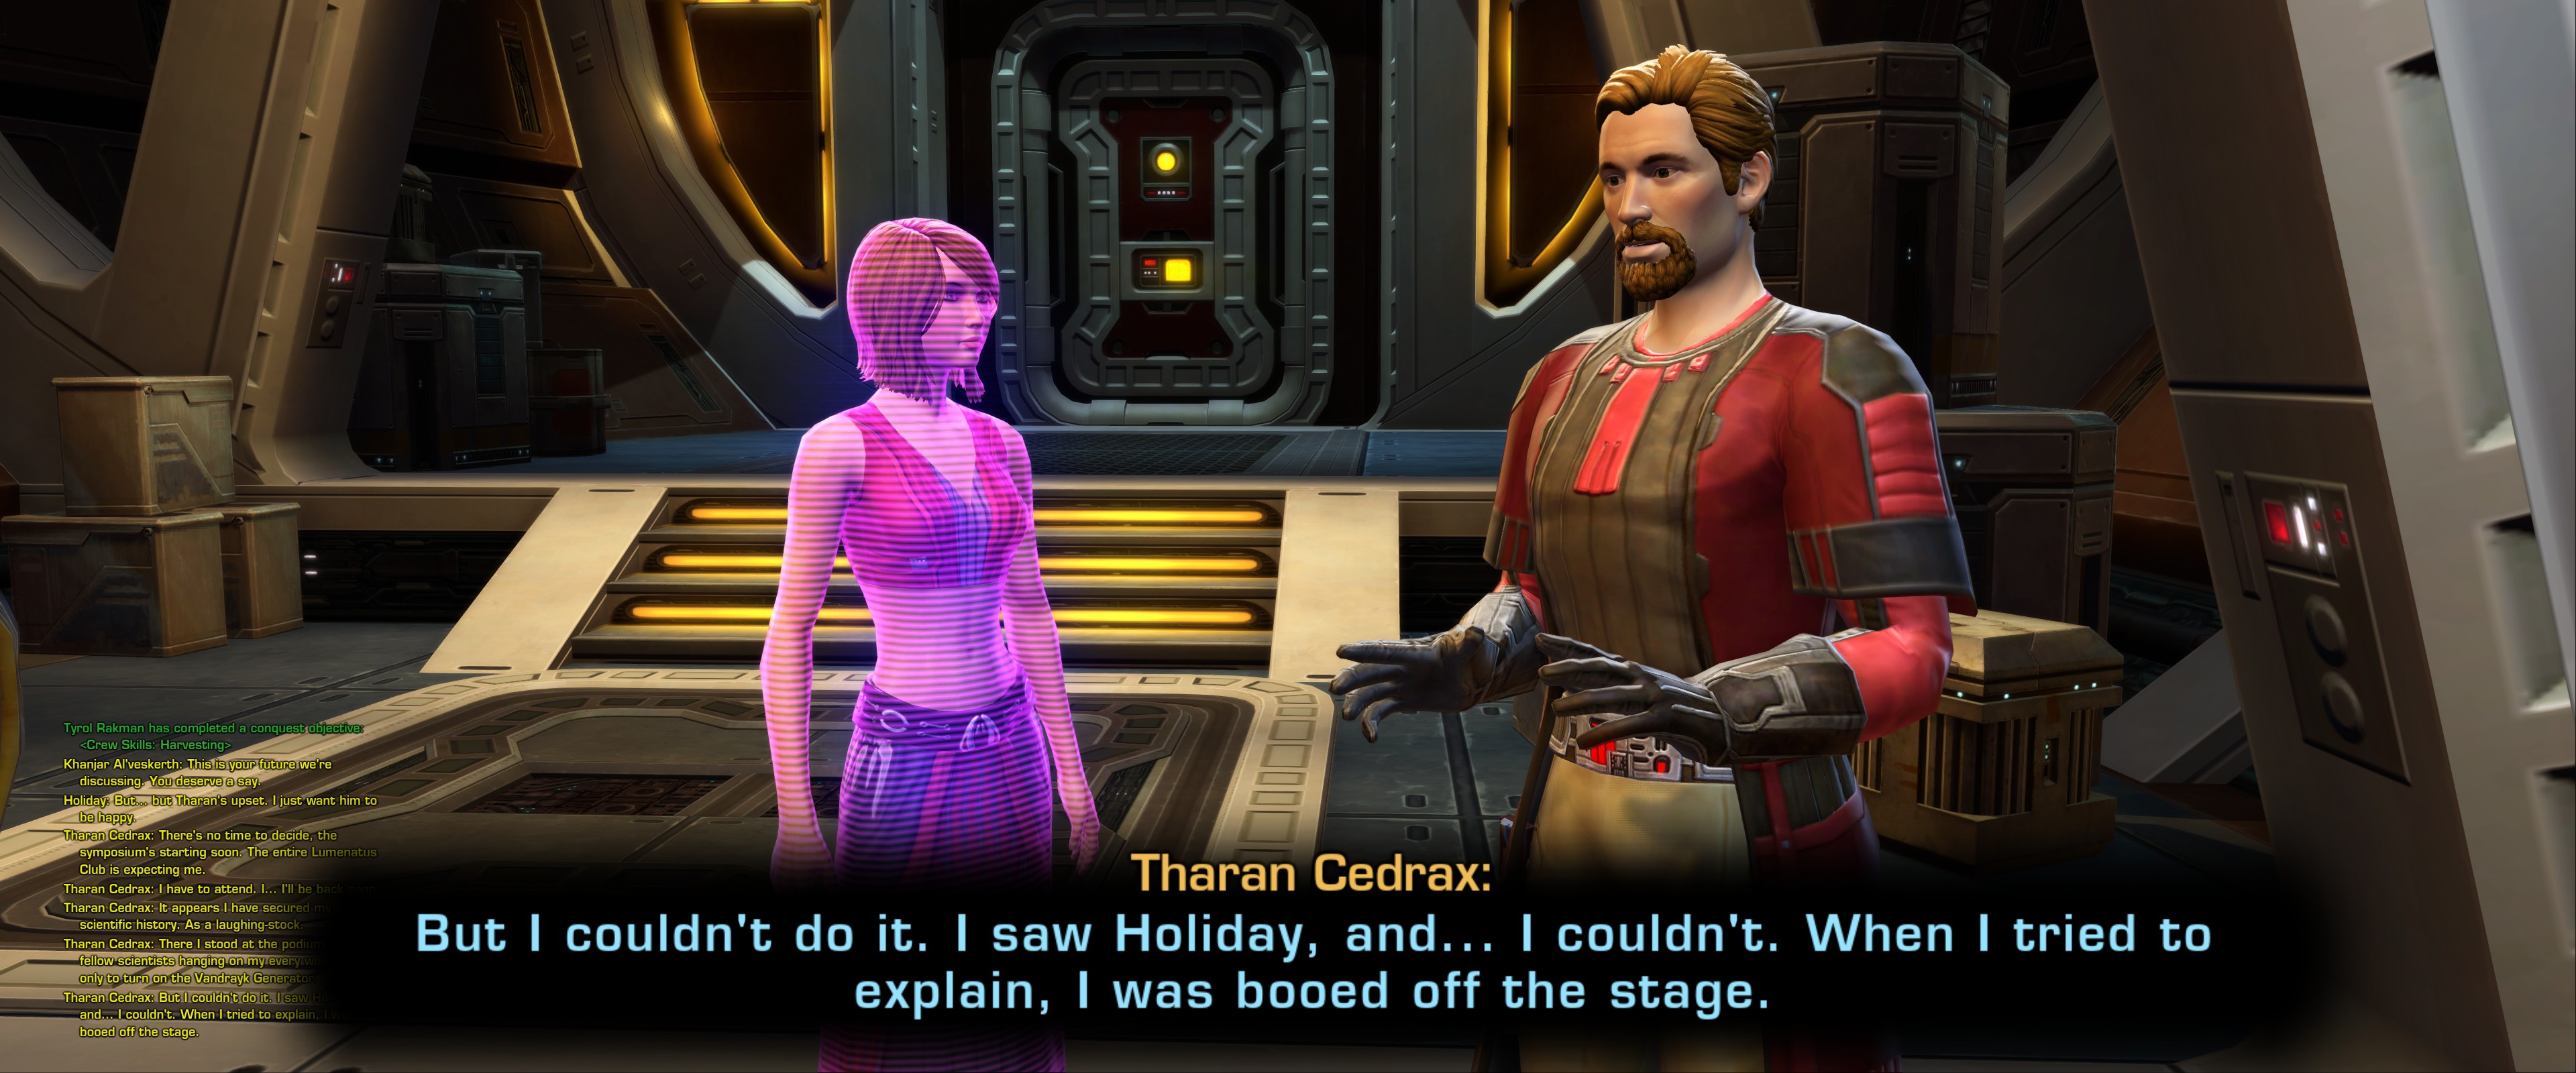 Tyrol Rakman has completed a conquest objective:
<Crew Skills: Harvesting>
Khanjar Al'veskerth: This is your future we're
discussing. You deserve a say.
Holiday: But... but Tharan's upset. I just want him to
be happy.
Tharan Cedrax: There's no time to decide, the
symposium's starting soon. The entire Lumenatus
Club is expecting me.
Tharan Cedrax: I have to attend. I... I'll be back
Tharan Cedrax: It appears I have secured my
scientific history. As a laughing-stock.
Tharan Cedrax: There I stood at the podium
fellow scientists hanging on my every
only to turn on the Vandrayk Generator
Tharan Cedrax: But I couldn't do it. I saw
and... I couldn't. When I tried to explain, I
booed off the stage.
Tharan Cedrax:
But I couldn't do it. I saw Holiday, and... I couldn't. When I tried to
explain, I was booed off the stage.